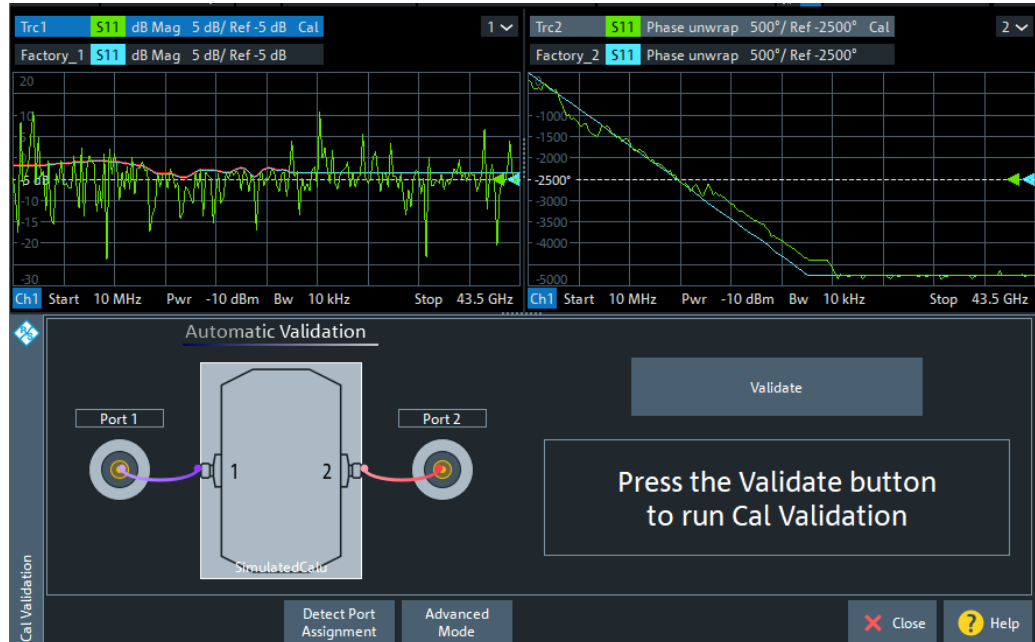 Trc1 S11 dB Mag 5 dB/ Ref -5 dB Cal 1
Factory_1 S11 dB Mag 5 dB/ Ref -5 dB
20
-5 dB
-10
-15
-20
-30
Ch1 Start 10 MHz Pwr -10 dBm Bw 10 kHz Stop 43.5 GHz
Trc2 S11 Phase unwrap 500°/ Ref -2500° Cal 2
Factory_2 S11 Phase unwrap 500°/ Ref -2500°
-1000
-1500
-2000
-2500°
-3000
-3500
-4000
-5000
Ch1 Start 10 MHz Pwr -10 dBm Bw 10 kHz Stop 43.5 GHz
Cal Validation
Automatic Validation
Port 1
Port 2
1
2
SimulatedCalu
Validate
Press the Validate button
to run Cal Validation
Detect Port
Assignment
Advanced
Mode
Close
Help